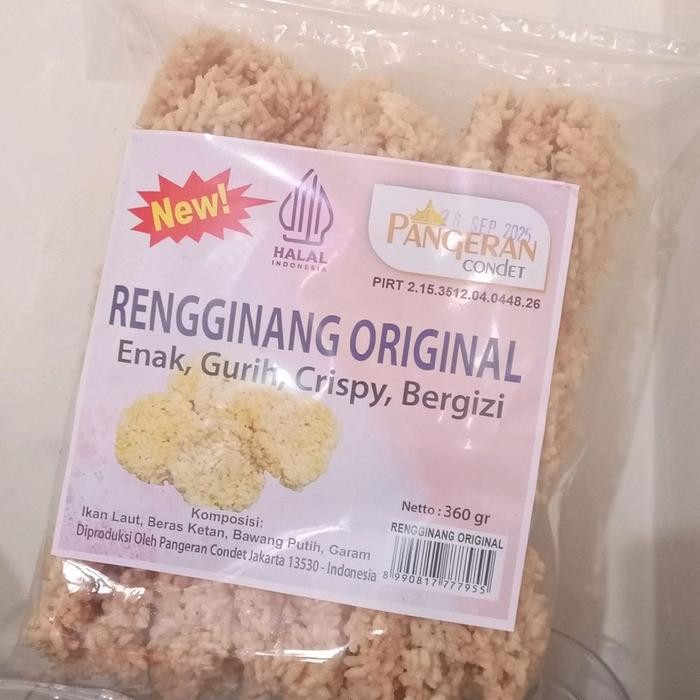 New!
HALAL
INDONESIA
26 SEP 2025
PANGERAN
CONDET
PIRT 2.15.3512.04.0448.26
RENGGINANG ORIGINAL
Enak, Gurih, Crispy, Bergizi
Komposisi:
Ikan Laut, Beras Ketan, Bawang Putih, Garam
Diproduksi Oleh Pangeran Condet Jakarta 13530 - Indonesia
Netto : 360 gr
RENGGINANG ORIGINAL
8 990817 777955